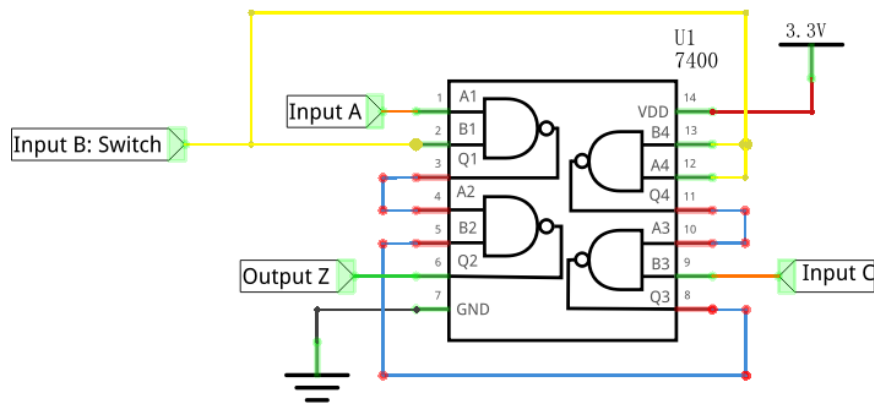 3.3V
U1
7400
Input A
Input B: Switch
Output Z
Input C
1
2
3
4
5
6
7
A1
B1
Q1
A2
B2
Q2
GND
VDD
B4
A4
Q4
A3
B3
Q3
14
13
12
11
10
9
8